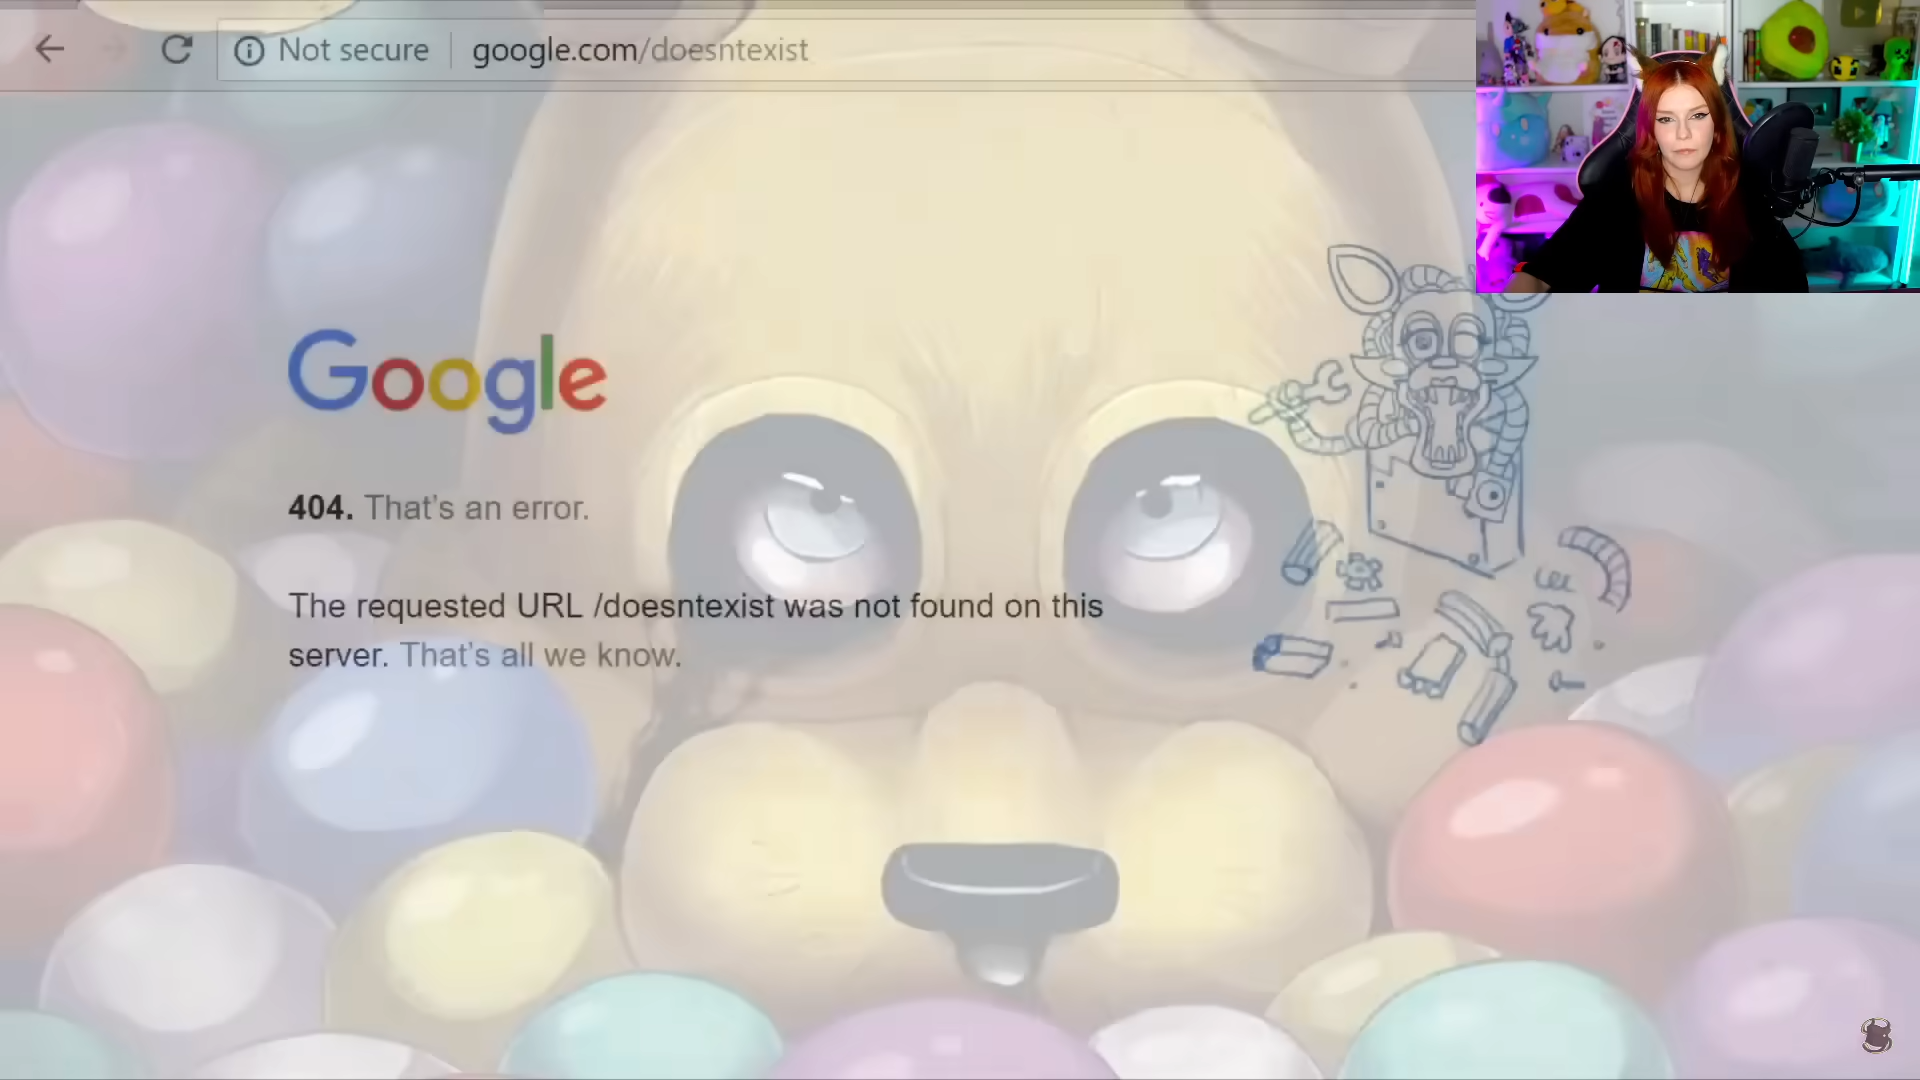 Not secure google.com/doesntexist
Google
404. That's an error.
The requested URL /doesntexist was not found on this
server. That's all we know.